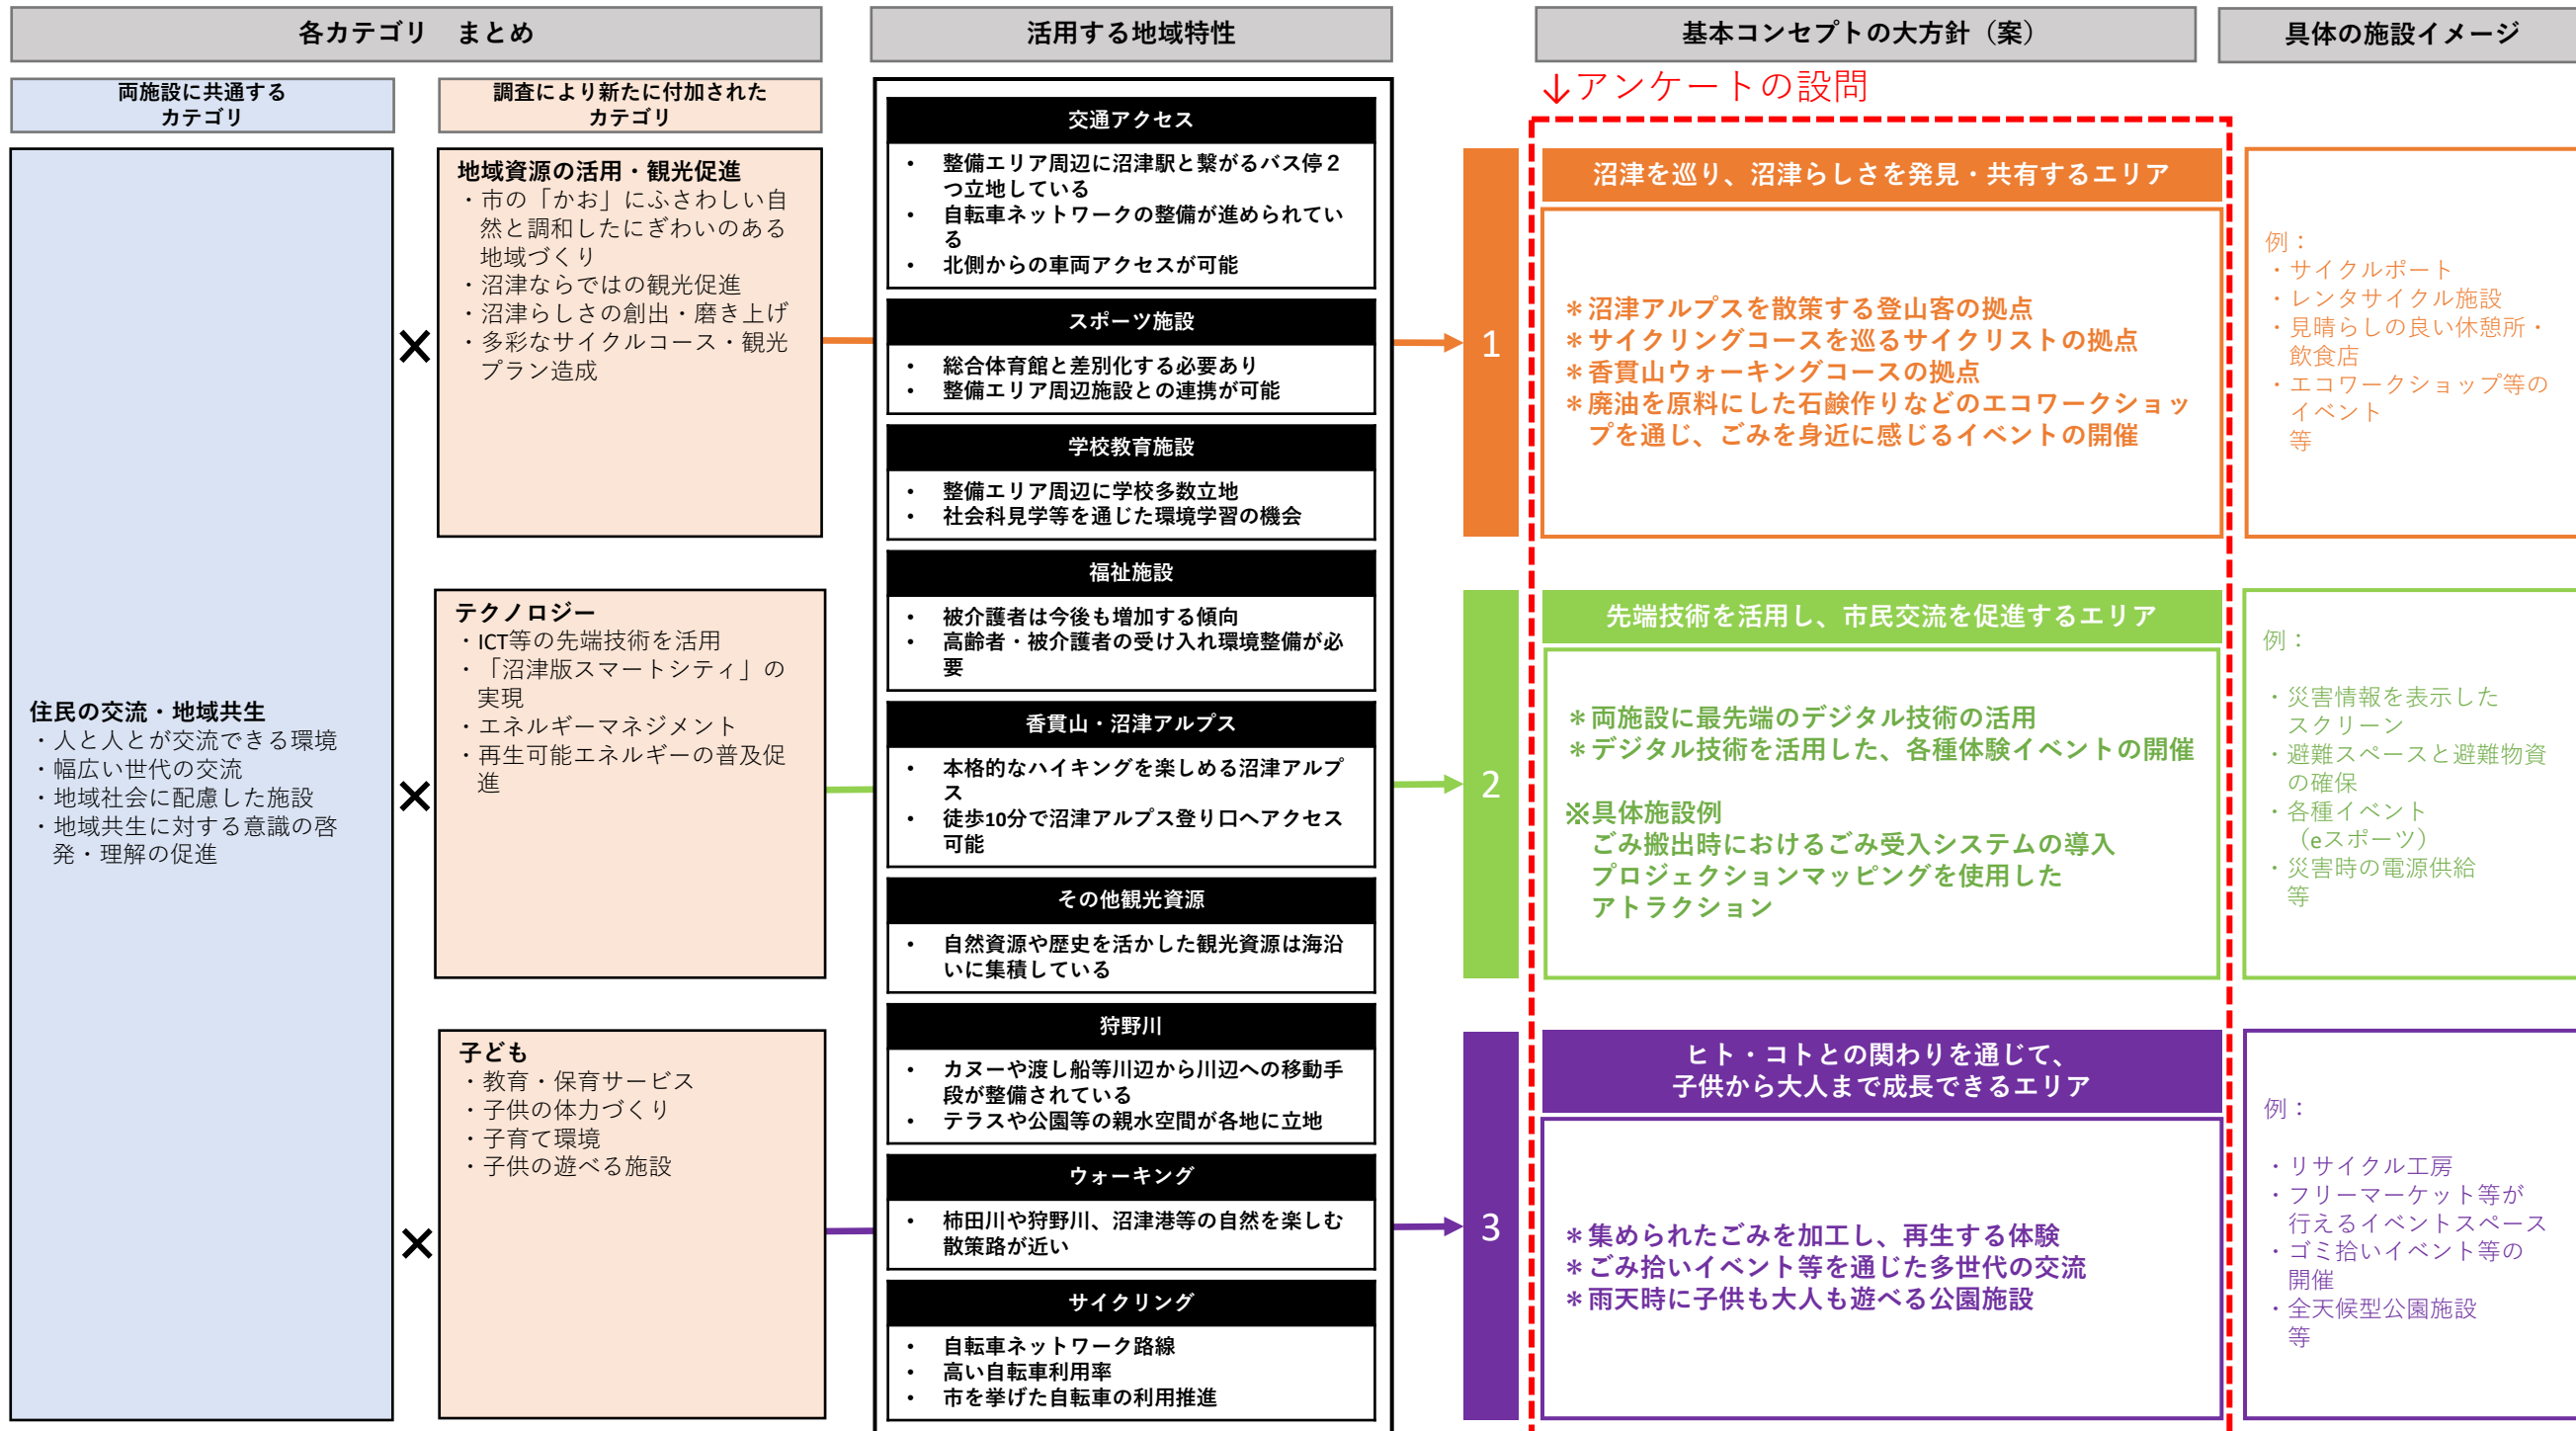 各カテゴリ　まとめ
活用する地域特性
基本コンセプトの大方針（案）
具体の施設イメージ
両施設に共通する
カテゴリ
調査により新たに付加された
カテゴリ
↓アンケートの設問
住民の交流・地域共生
・人と人とが交流できる環境
・幅広い世代の交流
・地域社会に配慮した施設
・地域共生に対する意識の啓
発・理解の促進
×
地域資源の活用・観光促進
・市の「かお」にふさわしい自
然と調和したにぎわいのある
地域づくり
・沼津ならではの観光促進
・沼津らしさの創出・磨き上げ
・多彩なサイクルコース・観光
プラン造成
×
テクノロジー
・ICT等の先端技術を活用
・「沼津版スマートシティ」の
実現
・エネルギーマネジメント
・再生可能エネルギーの普及促
進
×
子ども
・教育・保育サービス
・子供の体力づくり
・子育て環境
・子供の遊べる施設
交通アクセス
• 整備エリア周辺に沼津駅と繋がるバス停２
つ立地している
• 自転車ネットワークの整備が進められてい
る
• 北側からの車両アクセスが可能
スポーツ施設
• 総合体育館と差別化する必要あり
• 整備エリア周辺施設との連携が可能
学校教育施設
• 整備エリア周辺に学校多数立地
• 社会科見学等を通じた環境学習の機会
福祉施設
• 被介護者は今後も増加する傾向
• 高齢者・被介護者の受け入れ環境整備が必
要
香貫山・沼津アルプス
• 本格的なハイキングを楽しめる沼津アルプ
ス
• 徒歩10分で沼津アルプス登り口へアクセス
可能
その他観光資源
• 自然資源や歴史を活かした観光資源は海沿
いに集積している
狩野川
• カヌーや渡し船等川辺から川辺への移動手
段が整備されている
• テラスや公園等の親水空間が各地に立地
ウォーキング
• 柿田川や狩野川、沼津港等の自然を楽しむ
散策路が近い
サイクリング
• 自転車ネットワーク路線
• 高い自転車利用率
• 市を挙げた自転車の利用推進
1
沼津を巡り、沼津らしさを発見・共有するエリア
＊沼津アルプスを散策する登山客の拠点
＊サイクリングコースを巡るサイクリストの拠点
＊香貫山ウォーキングコースの拠点
＊廃油を原料にした石鹸作りなどのエコワークショッ
プを通じ、ごみを身近に感じるイベントの開催
例：
・サイクルポート
・レンタサイクル施設
・見晴らしの良い休憩所・
飲食店
・エコワークショップ等の
イベント
等
2
先端技術を活用し、市民交流を促進するエリア
＊両施設に最先端のデジタル技術の活用
＊デジタル技術を活用した、各種体験イベントの開催
※具体施設例
ごみ搬出時におけるごみ受入システムの導入
プロジェクションマッピングを使用した
アトラクション
例：
・災害情報を表示した
スクリーン
・避難スペースと避難物資
の確保
・各種イベント
（eスポーツ）
・災害時の電源供給
等
3
ヒト・コトとの関わりを通じて、
子供から大人まで成長できるエリア
＊集められたごみを加工し、再生する体験
＊ごみ拾いイベント等を通じた多世代の交流
＊雨天時に子供も大人も遊べる公園施設
例：
・リサイクル工房
・フリーマーケット等が
行えるイベントスペース
・ゴミ拾いイベント等の
開催
・全天候型公園施設
等